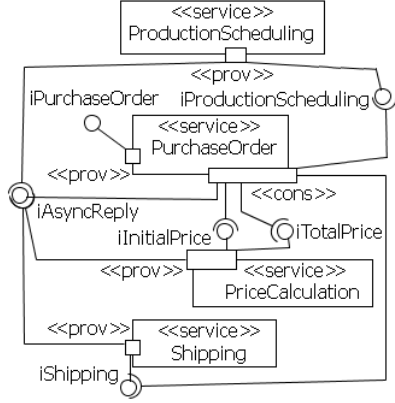 <<service>>
ProductionScheduling
<<prov>>
iPurchaseOrder
iProductionScheduling
<<service>>
PurchaseOrder
<<prov>>
<<cons>>
iAsyncReply
iInitialPrice
iTotalPrice
<<prov>>
<<service>>
PriceCalculation
<<prov>>
<<service>>
Shipping
iShipping